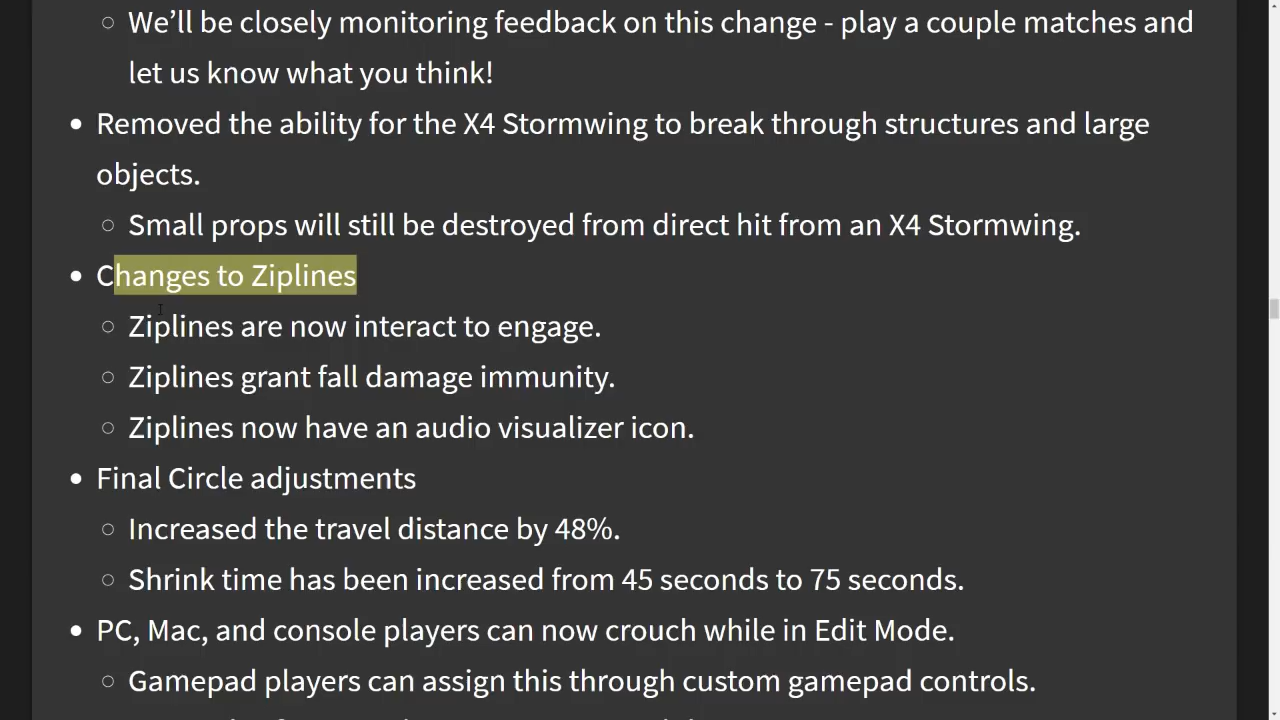 We’ll be closely monitoring feedback on this change - play a couple matches and
let us know what you think!
Removed the ability for the X4 Stormwing to break through structures and large
objects.
Small props will still be destroyed from direct hit from an X4 Stormwing.
Changes to Ziplines
Ziplines are now interact to engage.
Ziplines grant fall damage immunity.
Ziplines now have an audio visualizer icon.
Final Circle adjustments
Increased the travel distance by 48%.
Shrink time has been increased from 45 seconds to 75 seconds.
PC, Mac, and console players can now crouch while in Edit Mode.
Gamepad players can assign this through custom gamepad controls.